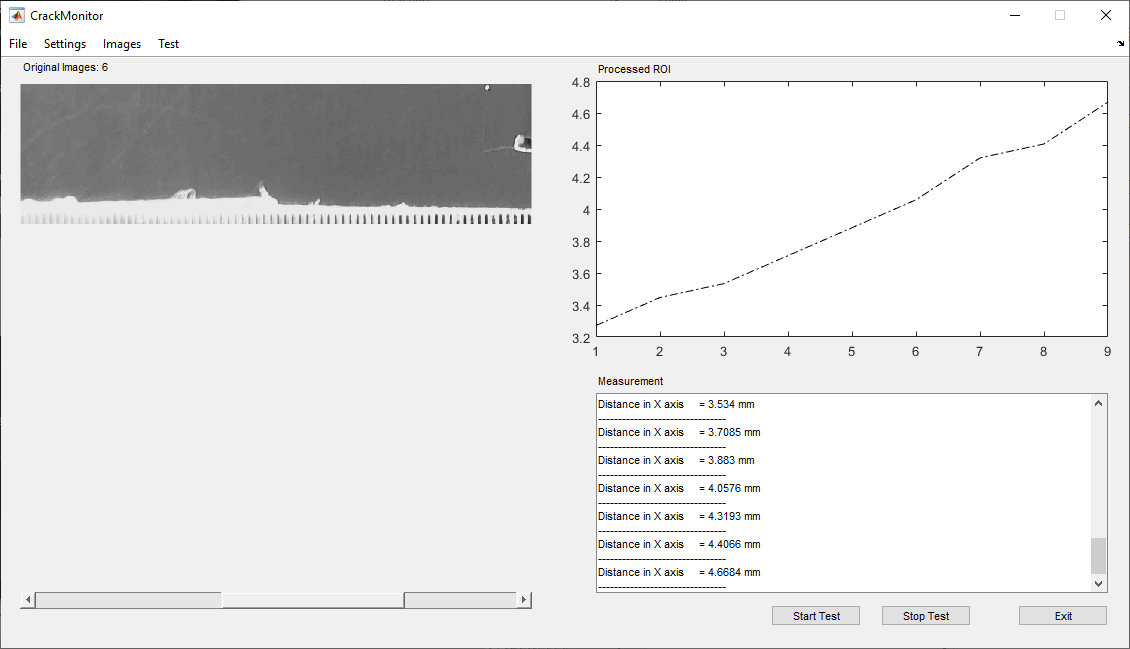 CrackMonitor
File Settings Images Test
Original Images: 6
Processed ROI
4.8
4.6
4.4
4.2
4
3.8
3.6
3.4
3.2
1 2 3 4 5 6 7 8 9
Measurement
Distance in X axis = 3.534 mm
--------------------------------
Distance in X axis = 3.7085 mm
--------------------------------
Distance in X axis = 3.883 mm
--------------------------------
Distance in X axis = 4.0576 mm
--------------------------------
Distance in X axis = 4.3193 mm
--------------------------------
Distance in X axis = 4.4066 mm
--------------------------------
Distance in X axis = 4.6684 mm
--------------------------------
Start Test Stop Test Exit